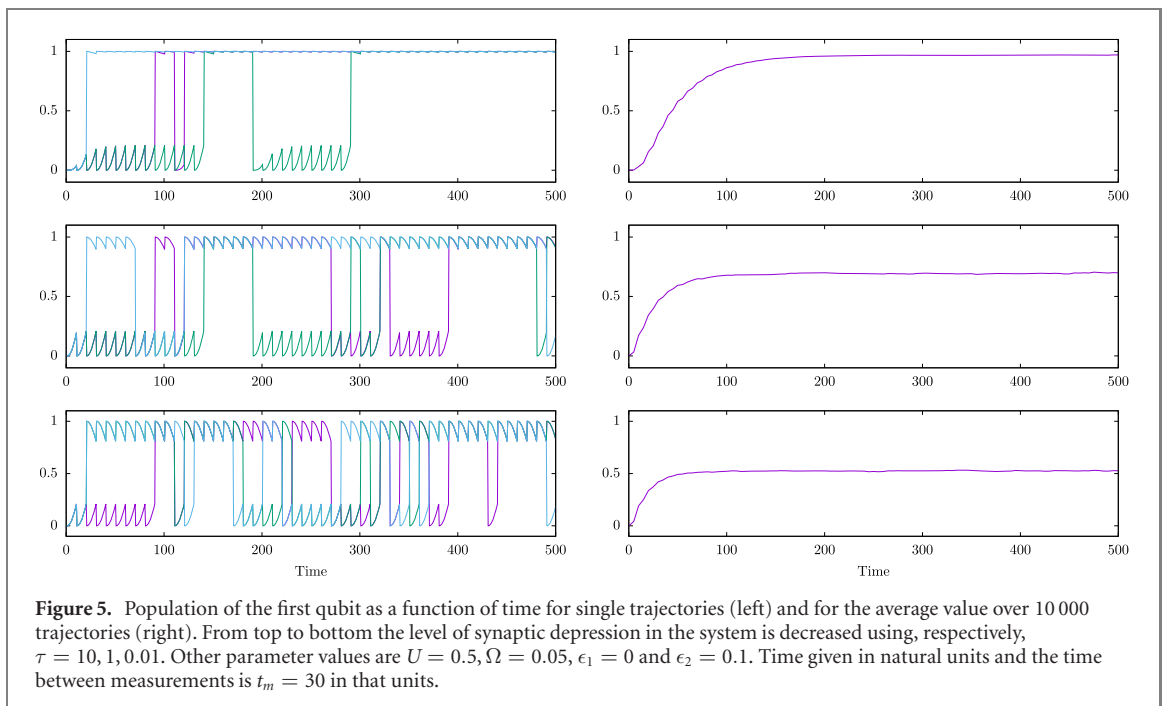 1
0.5
0
0 100 200 300 400 500
1
0.5
0
0 100 200 300 400 500
1
0.5
0
0 100 200 300 400 500
1
0.5
0
0 100 200 300 400 500
1
0.5
0
0 100 200 300 400 500
Time
1
0.5
0
0 100 200 300 400 500
Time
Figure 5. Population of the first qubit as a function of time for single trajectories (left) and for the average value over 10 000
trajectories (right). From top to bottom the level of synaptic depression in the system is decreased using, respectively,
τ = 10, 1, 0.01. Other parameter values are U = 0.5, Ω = 0.05, ϵ₁ = 0 and ϵ₂ = 0.1. Time given in natural units and the time
between measurements is tₘ = 30 in that units.